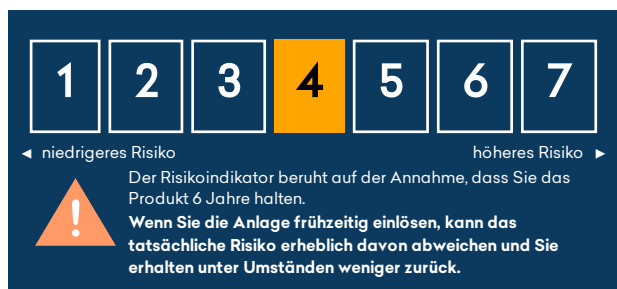 1 2 3 4 5 6 7
◄ niedrigeres Risiko höheres Risiko ►
Der Risikoindikator beruht auf der Annahme, dass Sie das
Produkt 6 Jahre halten.
Wenn Sie die Anlage frühzeitig einlösen, kann das
tatsächliche Risiko erheblich davon abweichen und Sie
erhalten unter Umständen weniger zurück.
!